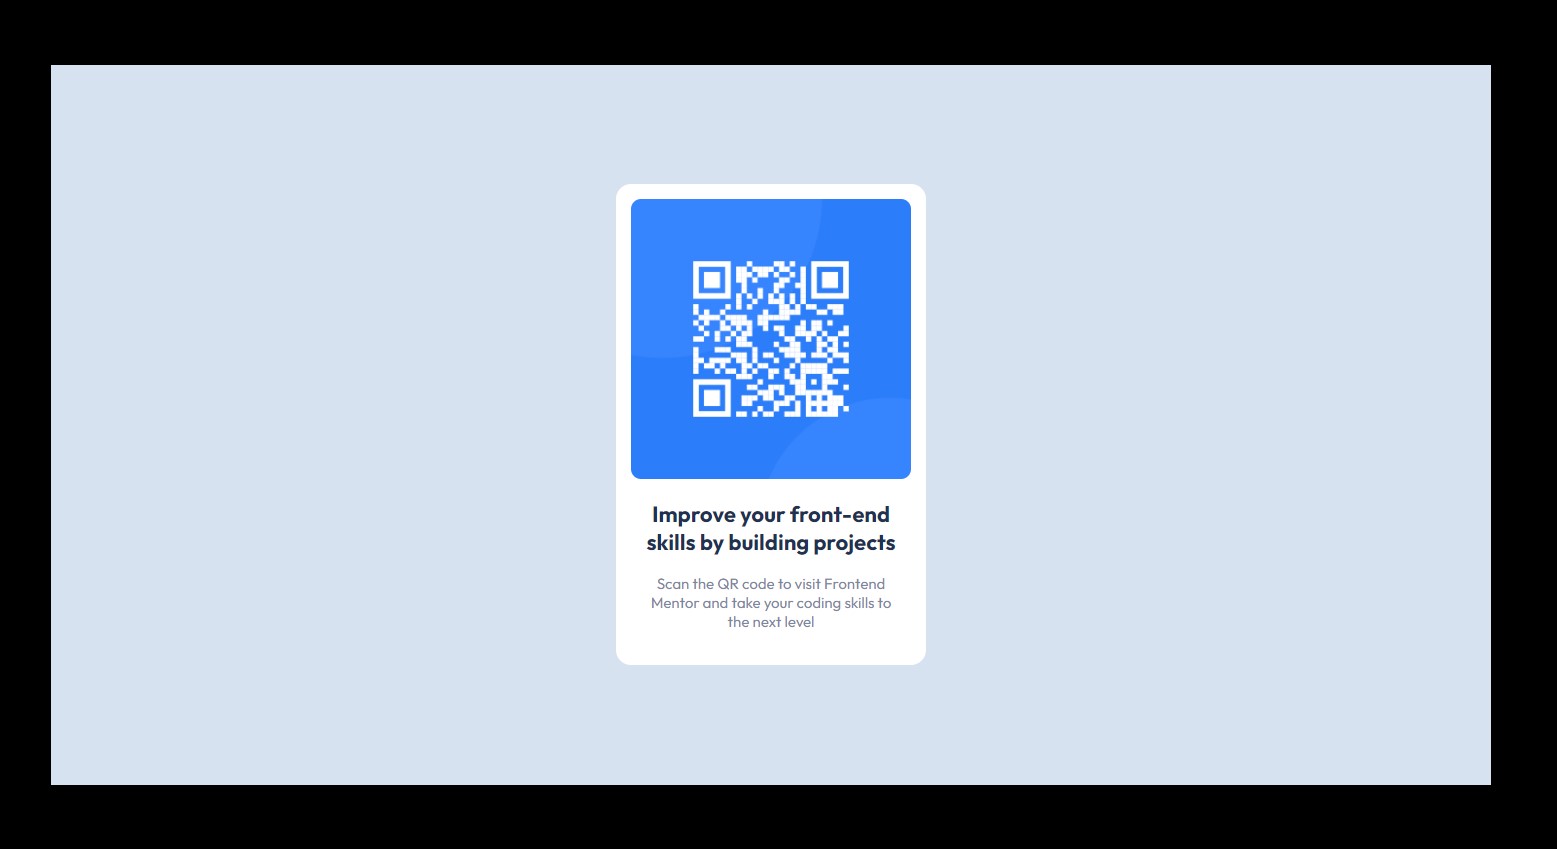 Improve your front-end
skills by building projects
Scan the QR code to visit Frontend
Mentor and take your coding skills to
the next level